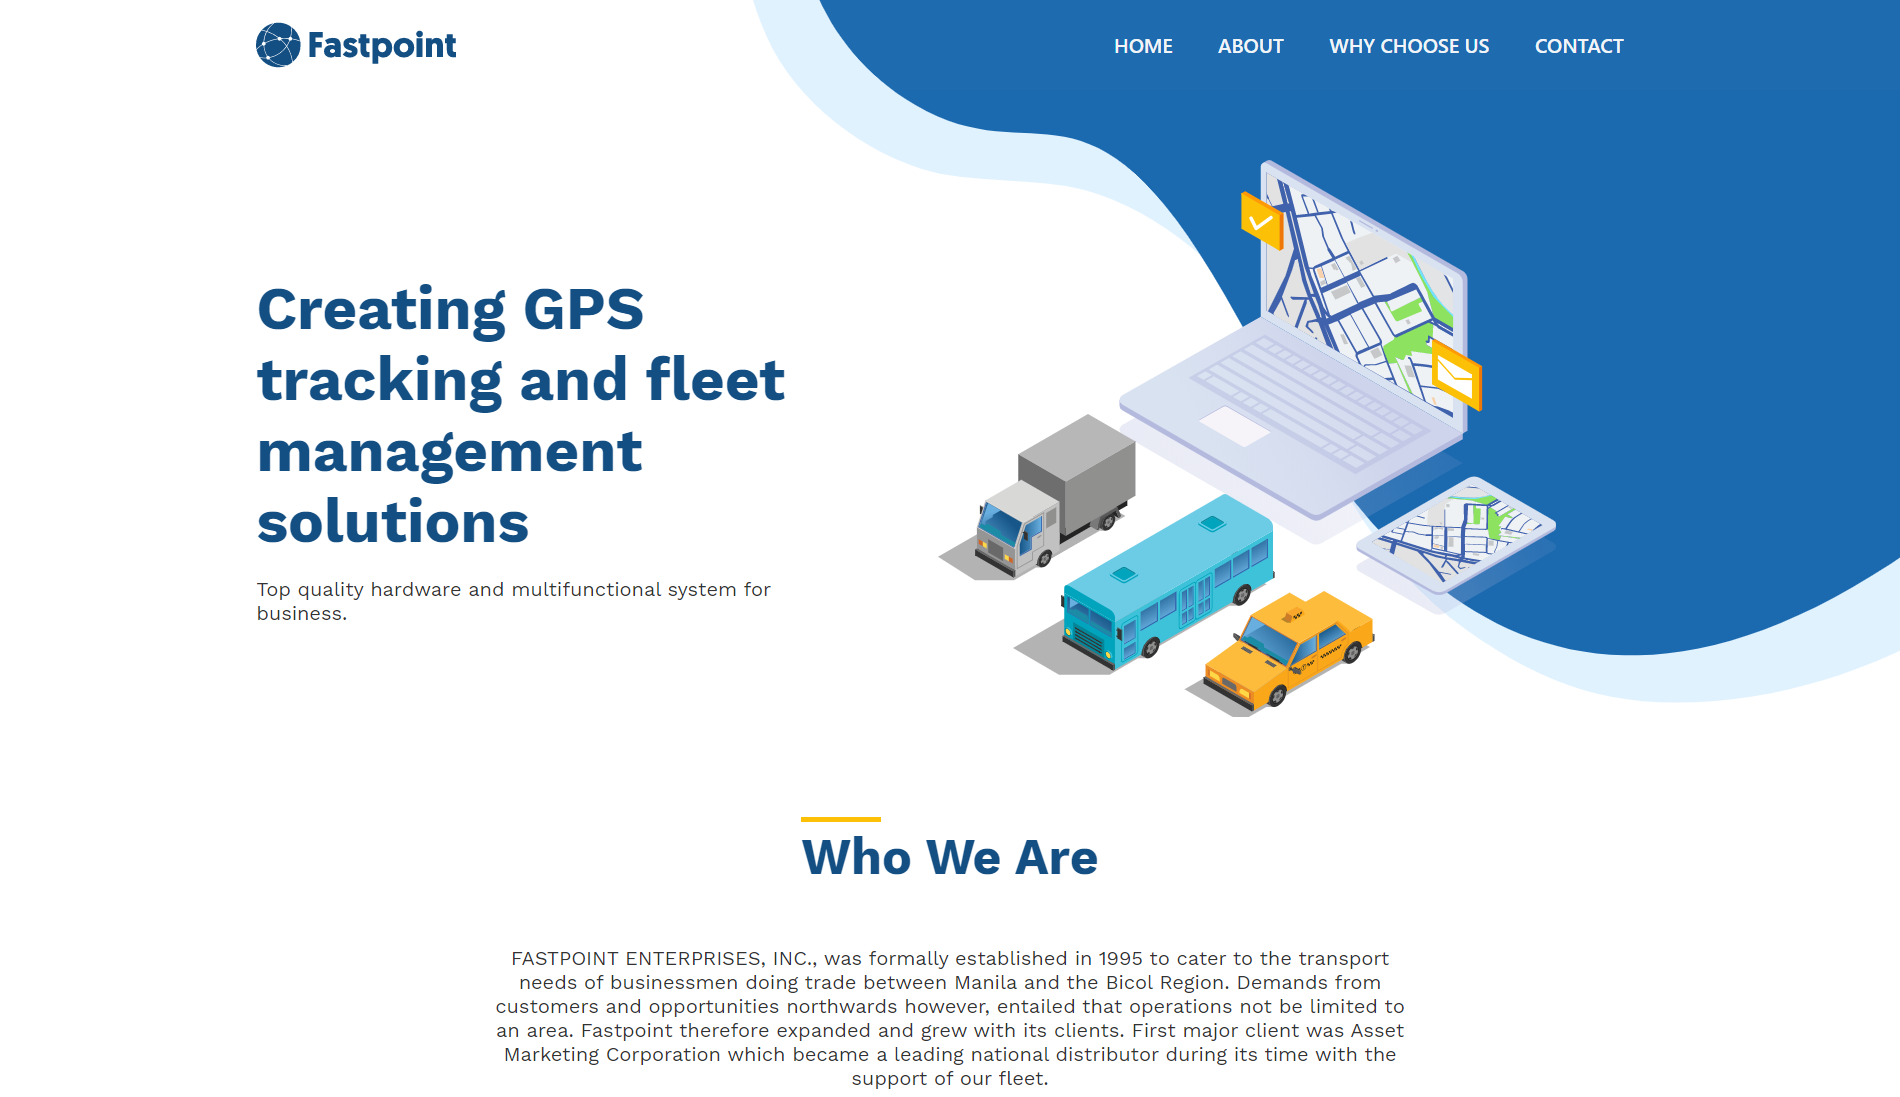 Fastpoint
HOME ABOUT WHY CHOOSE US CONTACT
Creating GPS
tracking and fleet
management
solutions
Top quality hardware and multifunctional system for
business.
Who We Are
FASTPOINT ENTERPRISES, INC., was formally established in 1995 to cater to the transport
needs of businessmen doing trade between Manila and the Bicol Region. Demands from
customers and opportunities northwards however, entailed that operations not be limited to
an area. Fastpoint therefore expanded and grew with its clients. First major client was Asset
Marketing Corporation which became a leading national distributor during its time with the
support of our fleet.